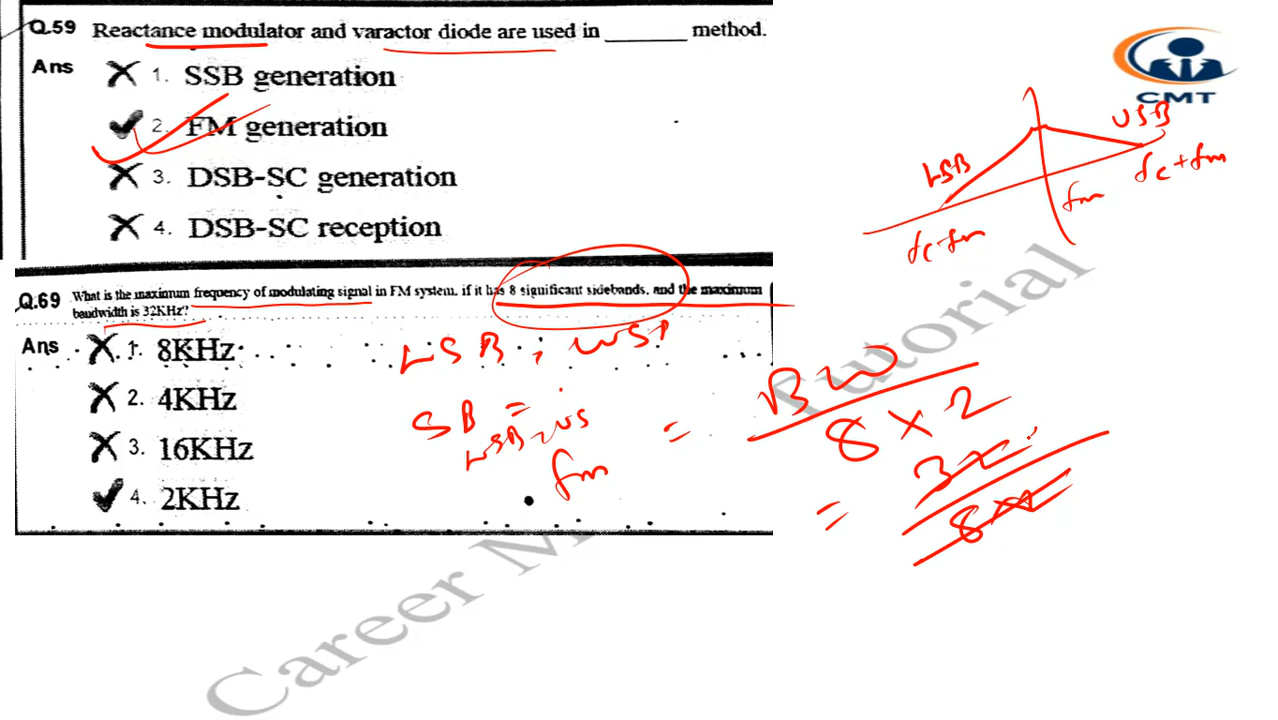 Q.59 Reactance modulator and varactor diode are used in _______ method.
Ans 1. SSB generation
2. FM generation
3. DSB-SC generation
4. DSB-SC reception
CMT
USB
LSB
fc+fm
fm
fc-fm
Q.69 What is the maximum frequency of modulating signal in FM system, if it has 8 significant sidebands, and the maximum
bandwidth is 32KHz?
Ans 1. 8KHz
2. 4KHz
3. 16KHz
4. 2KHz
LSB, USB
SB =
fm
= BW
8 × 2
= 32
Career
Tutorial